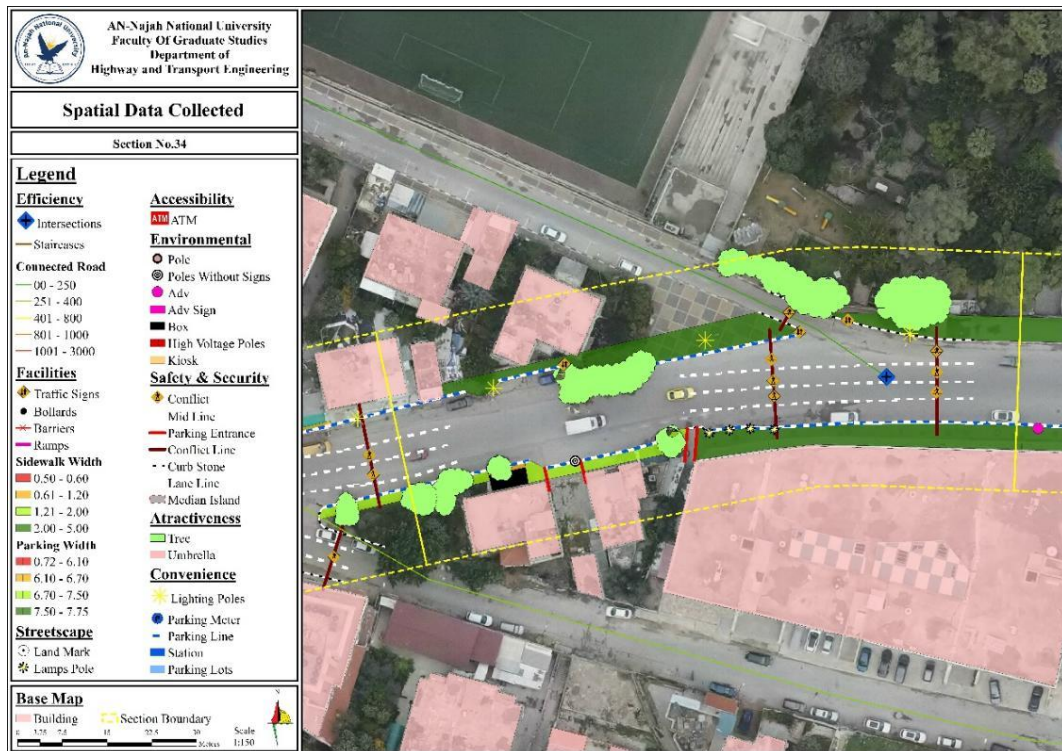 AN-Najah National University
Faculty Of Graduate Studies
Department of
Highway and Transport Engineering
Spatial Data Collected
Section No.34
Legend
Efficiency
Intersections
Staircases
Connected Road
00 - 250
251 - 400
401 - 800
801 - 1000
1001 - 3000
Facilities
Traffic Signs
Bollards
Barriers
Ramps
Sidewalk Width
0.50 - 0.60
0.61 - 1.20
1.21 - 2.00
2.00 - 5.00
Parking Width
0.72 - 6.10
6.10 - 6.70
6.70 - 7.50
7.50 - 7.75
Streetscape
Land Mark
Lamps Pole
Accessibility
ATM ATM
Environmental
Pole
Poles Without Signs
Adv
Adv Sign
Box
High Voltage Poles
Kiosk
Safety & Security
Conflict
Mid Line
Parking Entrance
Conflict Line
Curb Stone
Lane Line
Median Island
Atractiveness
Tree
Umbrella
Convenience
Lighting Poles
Parking Meter
Parking Line
Station
Parking Lots
Base Map
Building
Section Boundary
Scale
1:150
Meters